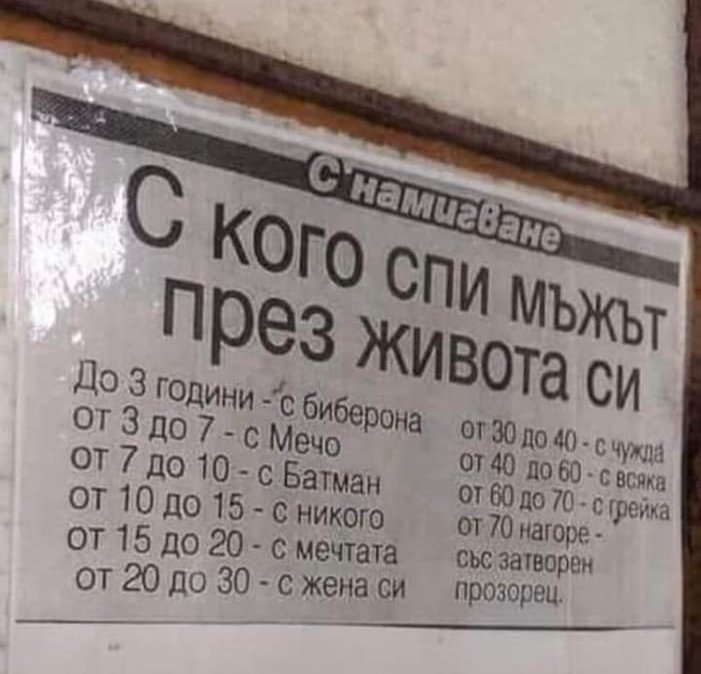 С намигване
С кого спи мъжът
през живота си
До 3 години - с биберона
от 3 до 7 - с Мечо
от 7 до 10 - с Батман
от 10 до 15 - с никого
от 15 до 20 - с мечтата
от 20 до 30 - с жена си
от 30 до 40 - с чужда
от 40 до 60 - с всяка
от 60 до 70 - с грейка
от 70 нагоре -
със затворен
прозорец.